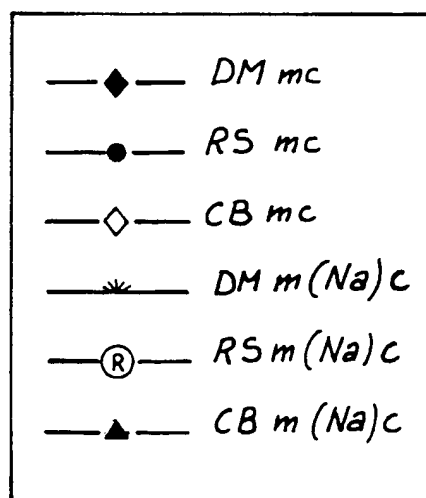 DM mc
RS mc
CB mc
DM m(Na)c
R RS m(Na)c
CB m(Na)c